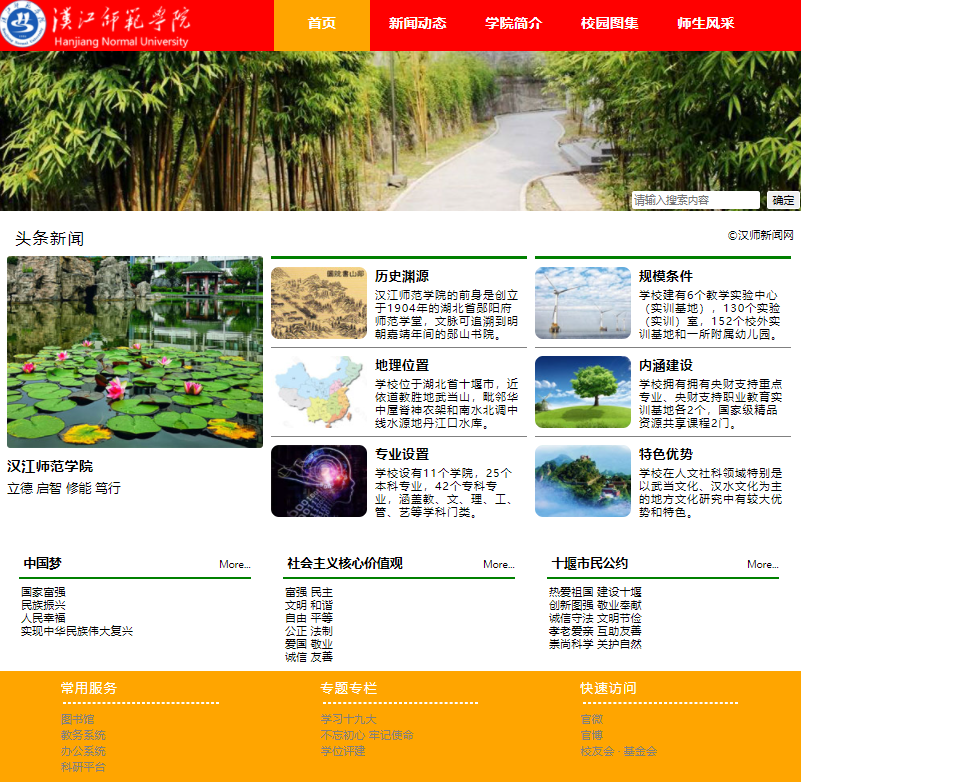 漢江师範学院
Hanjiang Normal University
首页 新闻动态 学院简介 校园图集 师生风采
请输入搜索内容 确定
头条新闻
©汉师新闻网
汉江师范学院
立德 启智 修能 笃行
历史渊源
汉江师范学院的前身是创立
于1904年的湖北省郧阳府
师范学堂，文脉可追溯到明
朝嘉靖年间的郧山书院。
规模条件
学校建有6个教学实验中心
（实训基地），130个实验
（实训）室，152个校外实
训基地和一所附属幼儿园。
地理位置
学校位于湖北省十堰市，近
依道教胜地武当山，毗邻华
中屋脊神农架和南水北调中
线水源地丹江口水库。
内涵建设
学校拥有拥有央财支持重点
专业、央财支持职业教育实
训基地各2个，国家级精品
资源共享课程2门。
专业设置
学校设有11个学院，25个
本科专业，42个专科专
业，涵盖教、文、理、工、
管、艺等学科门类。
特色优势
学校在人文社科领域特别是
以武当文化、汉水文化为主
的地方文化研究中有较大优
势和特色。
中国梦 More...
国家富强
民族振兴
人民幸福
实现中华民族伟大复兴
社会主义核心价值观 More...
富强 民主
文明 和谐
自由 平等
公正 法制
爱国 敬业
诚信 友善
十堰市民公约 More...
热爱祖国 建设十堰
创新图强 敬业奉献
诚信守法 文明节俭
孝老爱亲 互助友善
崇尚科学 关护自然
常用服务
图书馆
教务系统
办公系统
科研平台
专题专栏
学习十九大
不忘初心 牢记使命
学位评建
快速访问
官微
官博
校友会 · 基金会